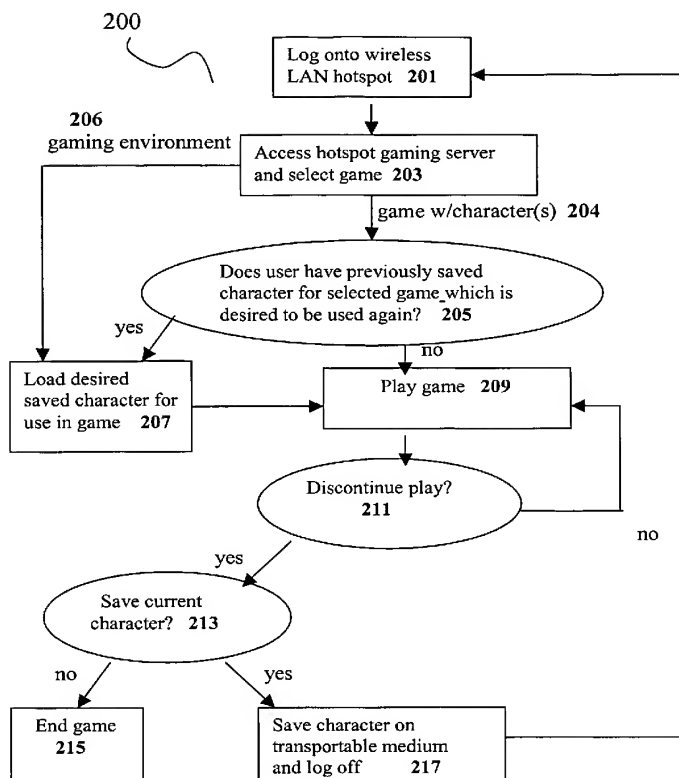 200
Log onto wireless
LAN hotspot 201
206
gaming environment
Access hotspot gaming server
and select game 203
game w/character(s) 204
Does user have previously saved
character for selected game_which is
desired to be used again? 205
yes
no
Load desired
saved character for
use in game 207
Play game 209
Discontinue play?
211
no
yes
Save current
character? 213
no
yes
End game
215
Save character on
transportable medium
and log off 217